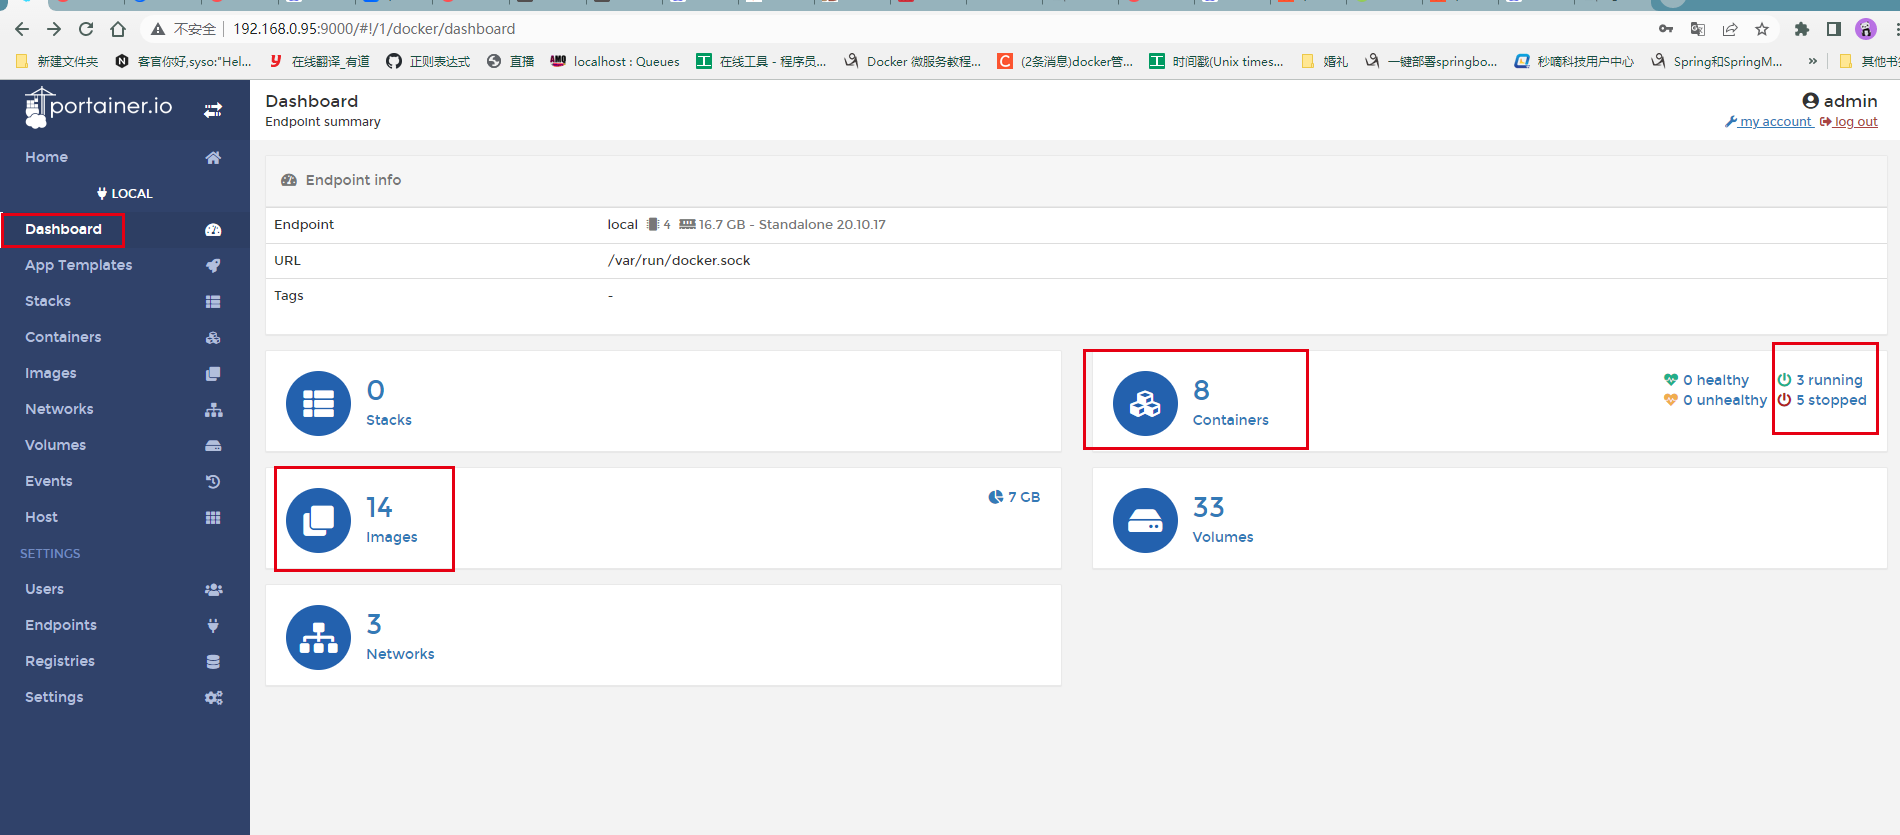 不安全 192.168.0.95:9000/#!/1/docker/dashboard
新建文件夹 客官你好,syso:"Hel... 在线翻译_有道 正则表达式 直播 localhost : Queues 在线工具 - 程序员... Docker 微服务教程... (2条消息)docker管... 时间戳(Unix times... 婚礼 一键部署springbo... 秒嘀科技用户中心 Spring和SpringM... » 其他书
portainer.io
Dashboard
Endpoint summary
admin
my account log out
Home
LOCAL
Dashboard
App Templates
Stacks
Containers
Images
Networks
Volumes
Events
Host
SETTINGS
Users
Endpoints
Registries
Settings
Endpoint info
Endpoint local 4 16.7 GB - Standalone 20.10.17
URL /var/run/docker.sock
Tags -
0
Stacks
8
Containers
0 healthy 3 running
0 unhealthy 5 stopped
14
Images
7 GB
33
Volumes
3
Networks